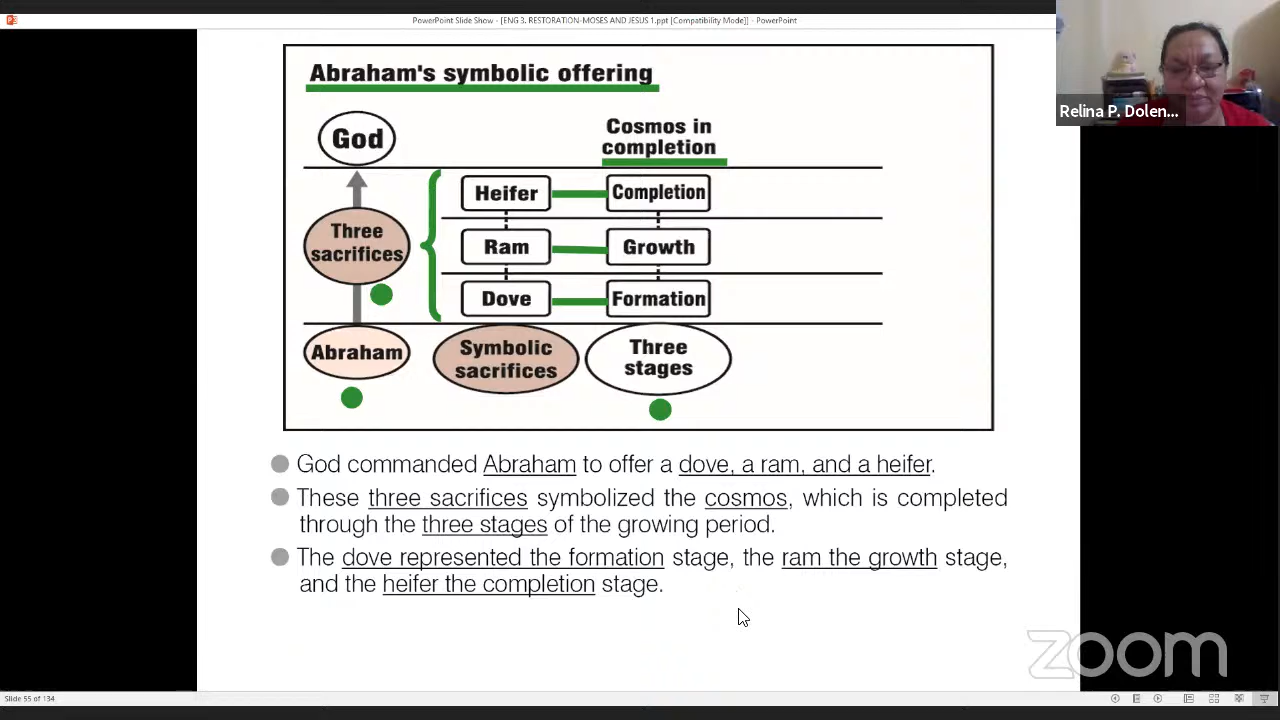 PowerPoint Slide Show - [ENG 3. RESTORATION-MOSES AND JESUS 1.ppt [Compatibility Mode]] - PowerPoint
Relina P. Dolen...
Abraham's symbolic offering
God
Cosmos in
completion
Heifer
Completion
Three
sacrifices
Ram
Growth
Dove
Formation
Abraham
Symbolic
sacrifices
Three
stages
God commanded Abraham to offer a dove, a ram, and a heifer.
These three sacrifices symbolized the cosmos, which is completed
through the three stages of the growing period.
The dove represented the formation stage, the ram the growth stage,
and the heifer the completion stage.
zoom
Slide 55 of 134